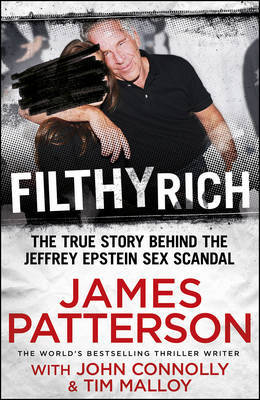 FILTHY RICH
THE TRUE STORY BEHIND THE
JEFFREY EPSTEIN SEX SCANDAL
JAMES
PATTERSON
THE WORLD'S BESTSELLING THRILLER WRITER
WITH JOHN CONNOLLY
& TIM MALLOY